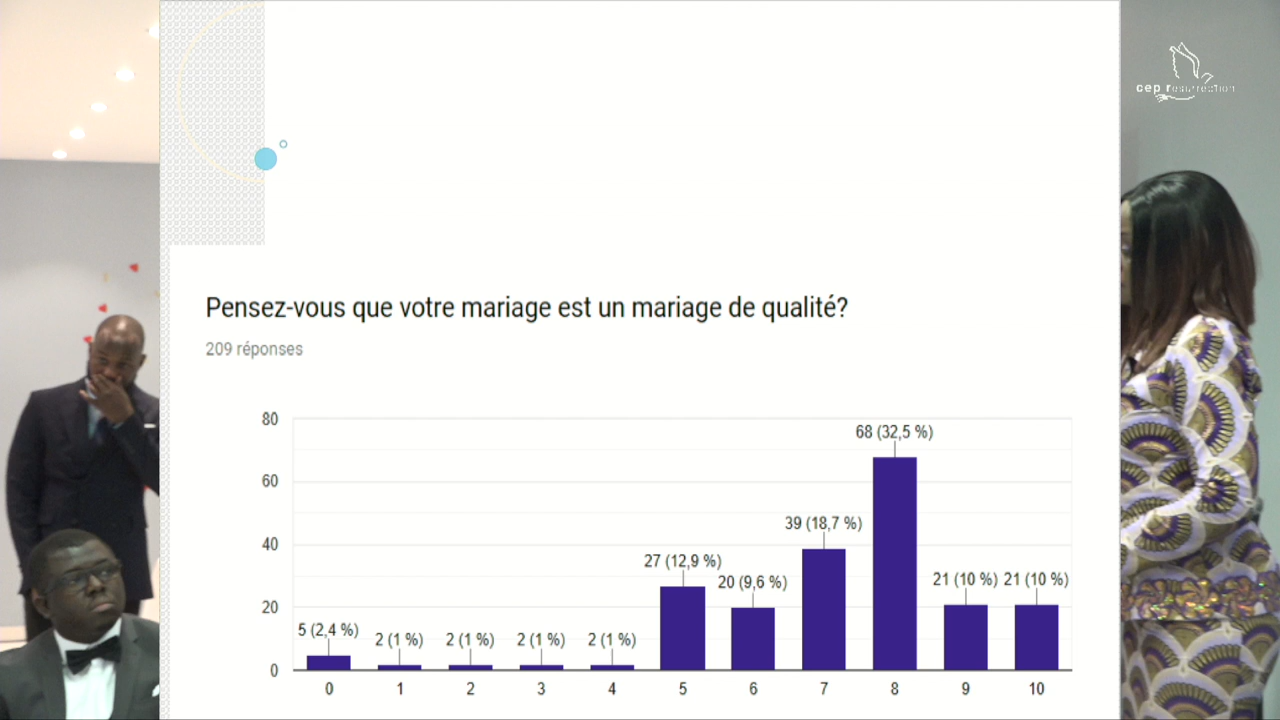 cep resurrection
Pensez-vous que votre mariage est un mariage de qualité?
209 réponses
80
60
40
20
0
5 (2,4 %)
2 (1 %)
2 (1 %)
2 (1 %)
2 (1 %)
27 (12,9 %)
20 (9,6 %)
39 (18,7 %)
68 (32,5 %)
21 (10 %)
21 (10 %)
0 1 2 3 4 5 6 7 8 9 10